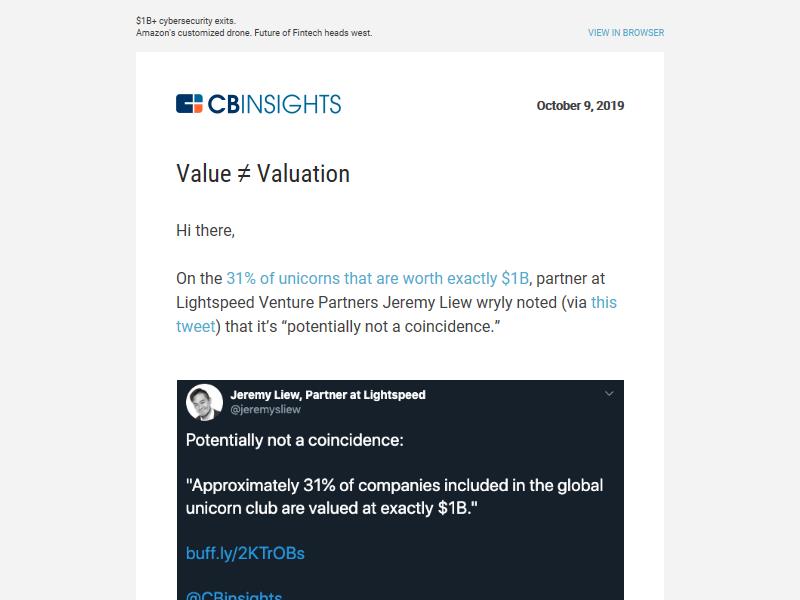 $1B+ cybersecurity exits.
Amazon's customized drone. Future of Fintech heads west.
VIEW IN BROWSER
CBINSIGHTS
October 9, 2019
Value ≠ Valuation
Hi there,
On the 31% of unicorns that are worth exactly $1B, partner at
Lightspeed Venture Partners Jeremy Liew wryly noted (via this
tweet) that it's “potentially not a coincidence.”
Jeremy Liew, Partner at Lightspeed
@jeremysliew
Potentially not a coincidence:
"Approximately 31% of companies included in the global
unicorn club are valued at exactly $1B."
buff.ly/2KTrOBs
@CBinsights